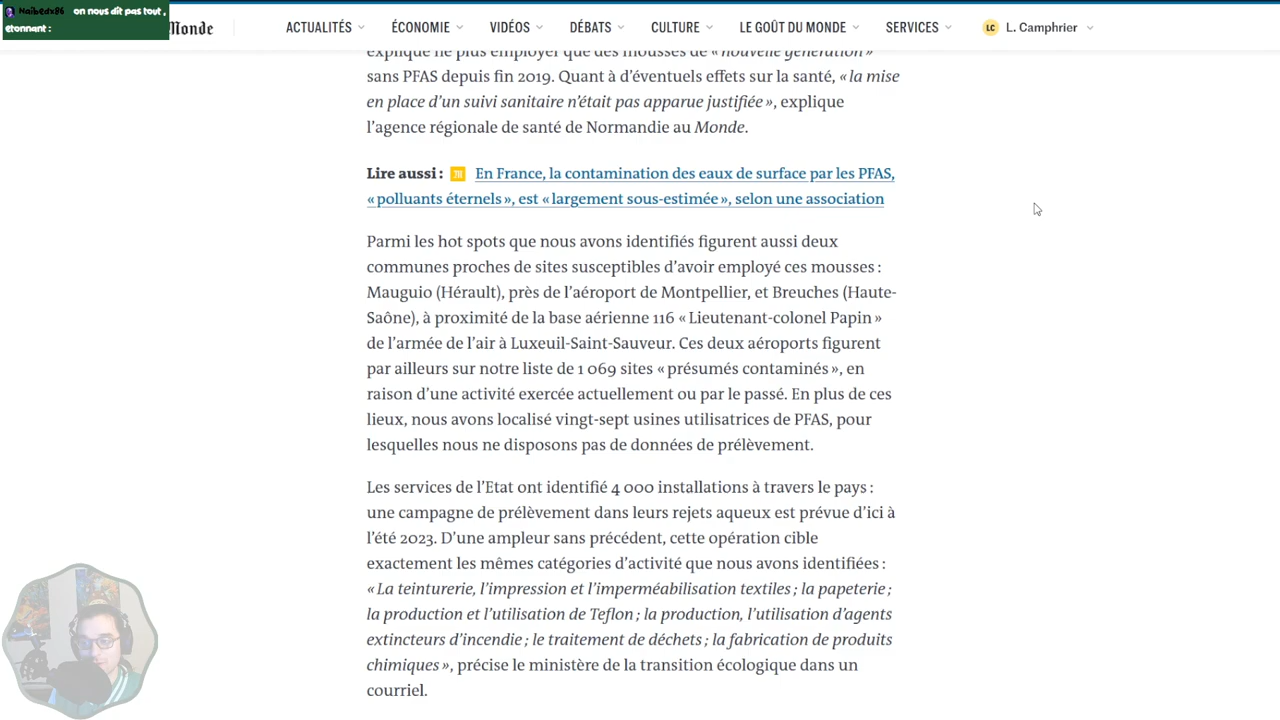 Naibedx86 on nous dit pas tout ,
etonnant :
Monde
ACTUALITÉS
ÉCONOMIE
VIDÉOS
DÉBATS
CULTURE
LE GOÛT DU MONDE
SERVICES
LC L. Camphrier
explique ne plus employer que des mousses de « nouvelle génération »
sans PFAS depuis fin 2019. Quant à d’éventuels effets sur la santé, « la mise
en place d’un suivi sanitaire n’était pas apparue justifiée », explique
l’agence régionale de santé de Normandie au Monde.
Lire aussi : En France, la contamination des eaux de surface par les PFAS,
« polluants éternels », est « largement sous-estimée », selon une association
Parmi les hot spots que nous avons identifiés figurent aussi deux
communes proches de sites susceptibles d’avoir employé ces mousses :
Mauguio (Hérault), près de l’aéroport de Montpellier, et Breuches (Haute-
Saône), à proximité de la base aérienne 116 « Lieutenant-colonel Papin »
de l’armée de l’air à Luxeuil-Saint-Sauveur. Ces deux aéroports figurent
par ailleurs sur notre liste de 1 069 sites « présumés contaminés », en
raison d’une activité exercée actuellement ou par le passé. En plus de ces
lieux, nous avons localisé vingt-sept usines utilisatrices de PFAS, pour
lesquelles nous ne disposons pas de données de prélèvement.
Les services de l’Etat ont identifié 4 000 installations à travers le pays :
une campagne de prélèvement dans leurs rejets aqueux est prévue d’ici à
l’été 2023. D’une ampleur sans précédent, cette opération cible
exactement les mêmes catégories d’activité que nous avons identifiées :
« La teinturerie, l’impression et l’imperméabilisation textiles ; la papeterie ;
la production et l’utilisation de Teflon ; la production, l’utilisation d’agents
extincteurs d’incendie ; le traitement de déchets ; la fabrication de produits
chimiques », précise le ministère de la transition écologique dans un
courriel.